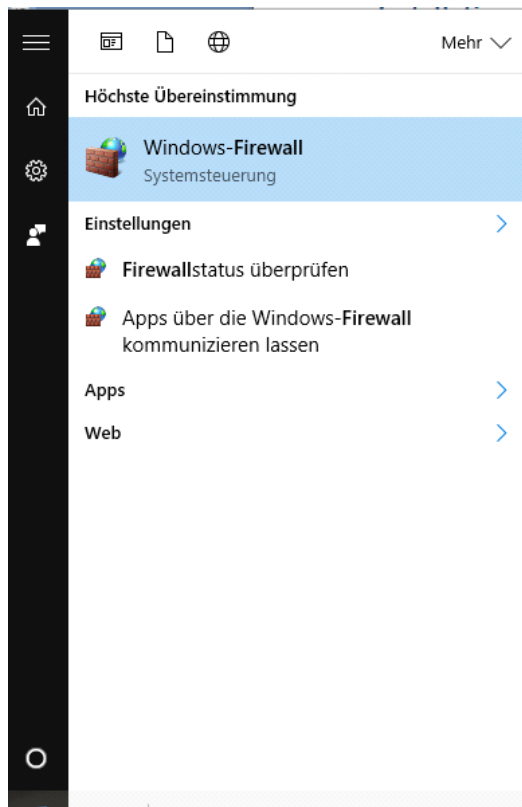 Mehr
Höchste Übereinstimmung
Windows-Firewall
Systemsteuerung
Einstellungen
Firewallstatus überprüfen
Apps über die Windows-Firewall
kommunizieren lassen
Apps
Web